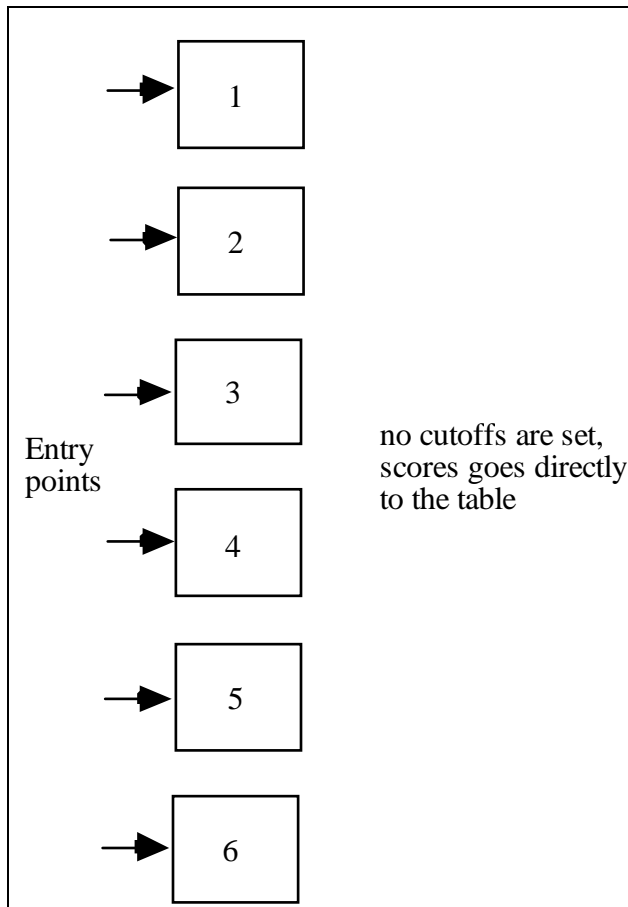 1
2
3
Entry
points
no cutoffs are set,
scores goes directly
to the table
4
5
6